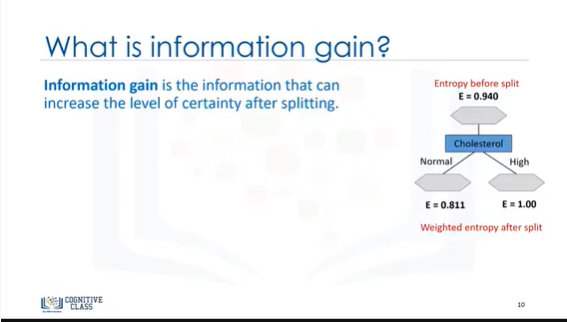 What is information gain?
Information gain is the information that can
increase the level of certainty after splitting.
Entropy before split
E = 0.940
Cholesterol
Normal
High
E = 0.811
E = 1.00
Weighted entropy after split
COGNITIVE
CLASS
10